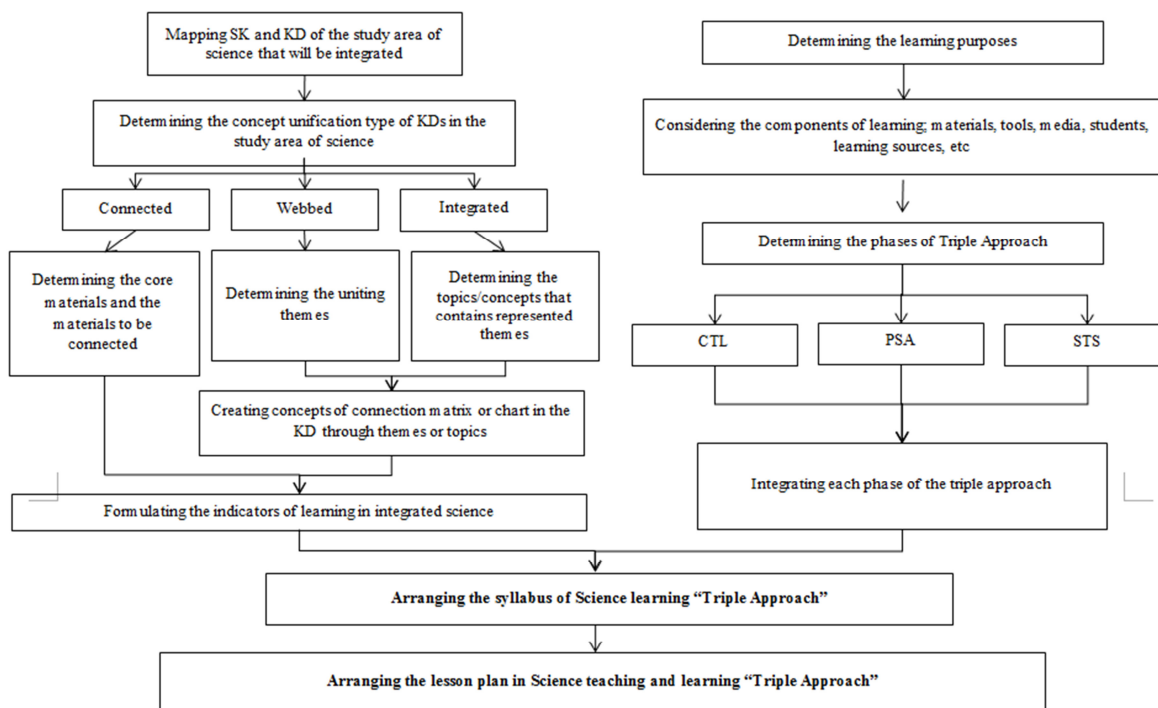 Mapping SK and KD of the study area of
science that will be integrated
Determining the concept unification type of KDs in the
study area of science
Connected
Webbed
Integrated
Determining the core
materials and the
materials to be
connected
Determining the uniting
themes
Determining the
topics/concepts that
contains represented
themes
Creating concepts of connection matrix or chart in the
KD through themes or topics
Formulating the indicators of learning in integrated science
Determining the learning purposes
Considering the components of learning; materials, tools, media, students,
learning sources, etc
Determining the phases of Triple Approach
CTL
PSA
STS
Integrating each phase of the triple approach
Arranging the syllabus of Science learning “Triple Approach”
Arranging the lesson plan in Science teaching and learning “Triple Approach”